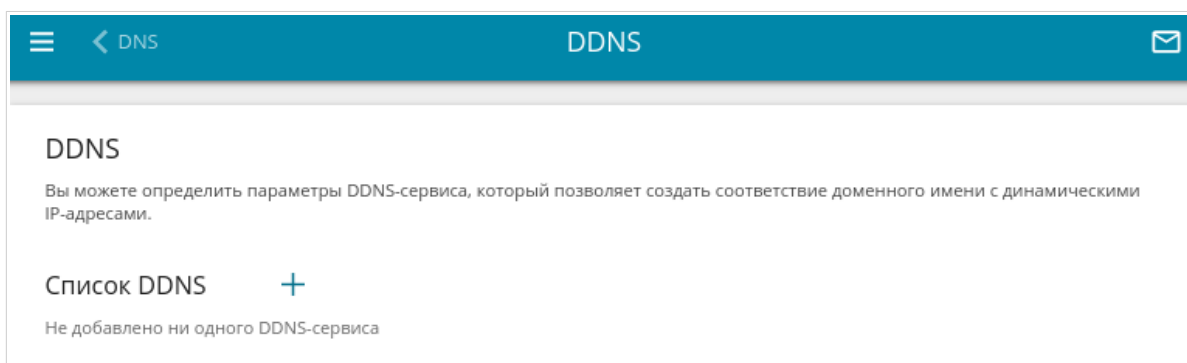 DNS
DDNS
DDNS
Вы можете определить параметры DDNS-сервиса, который позволяет создать соответствие доменного имени с динамическими
IP-адресами.
Список DDNS
Не добавлено ни одного DDNS-сервиса